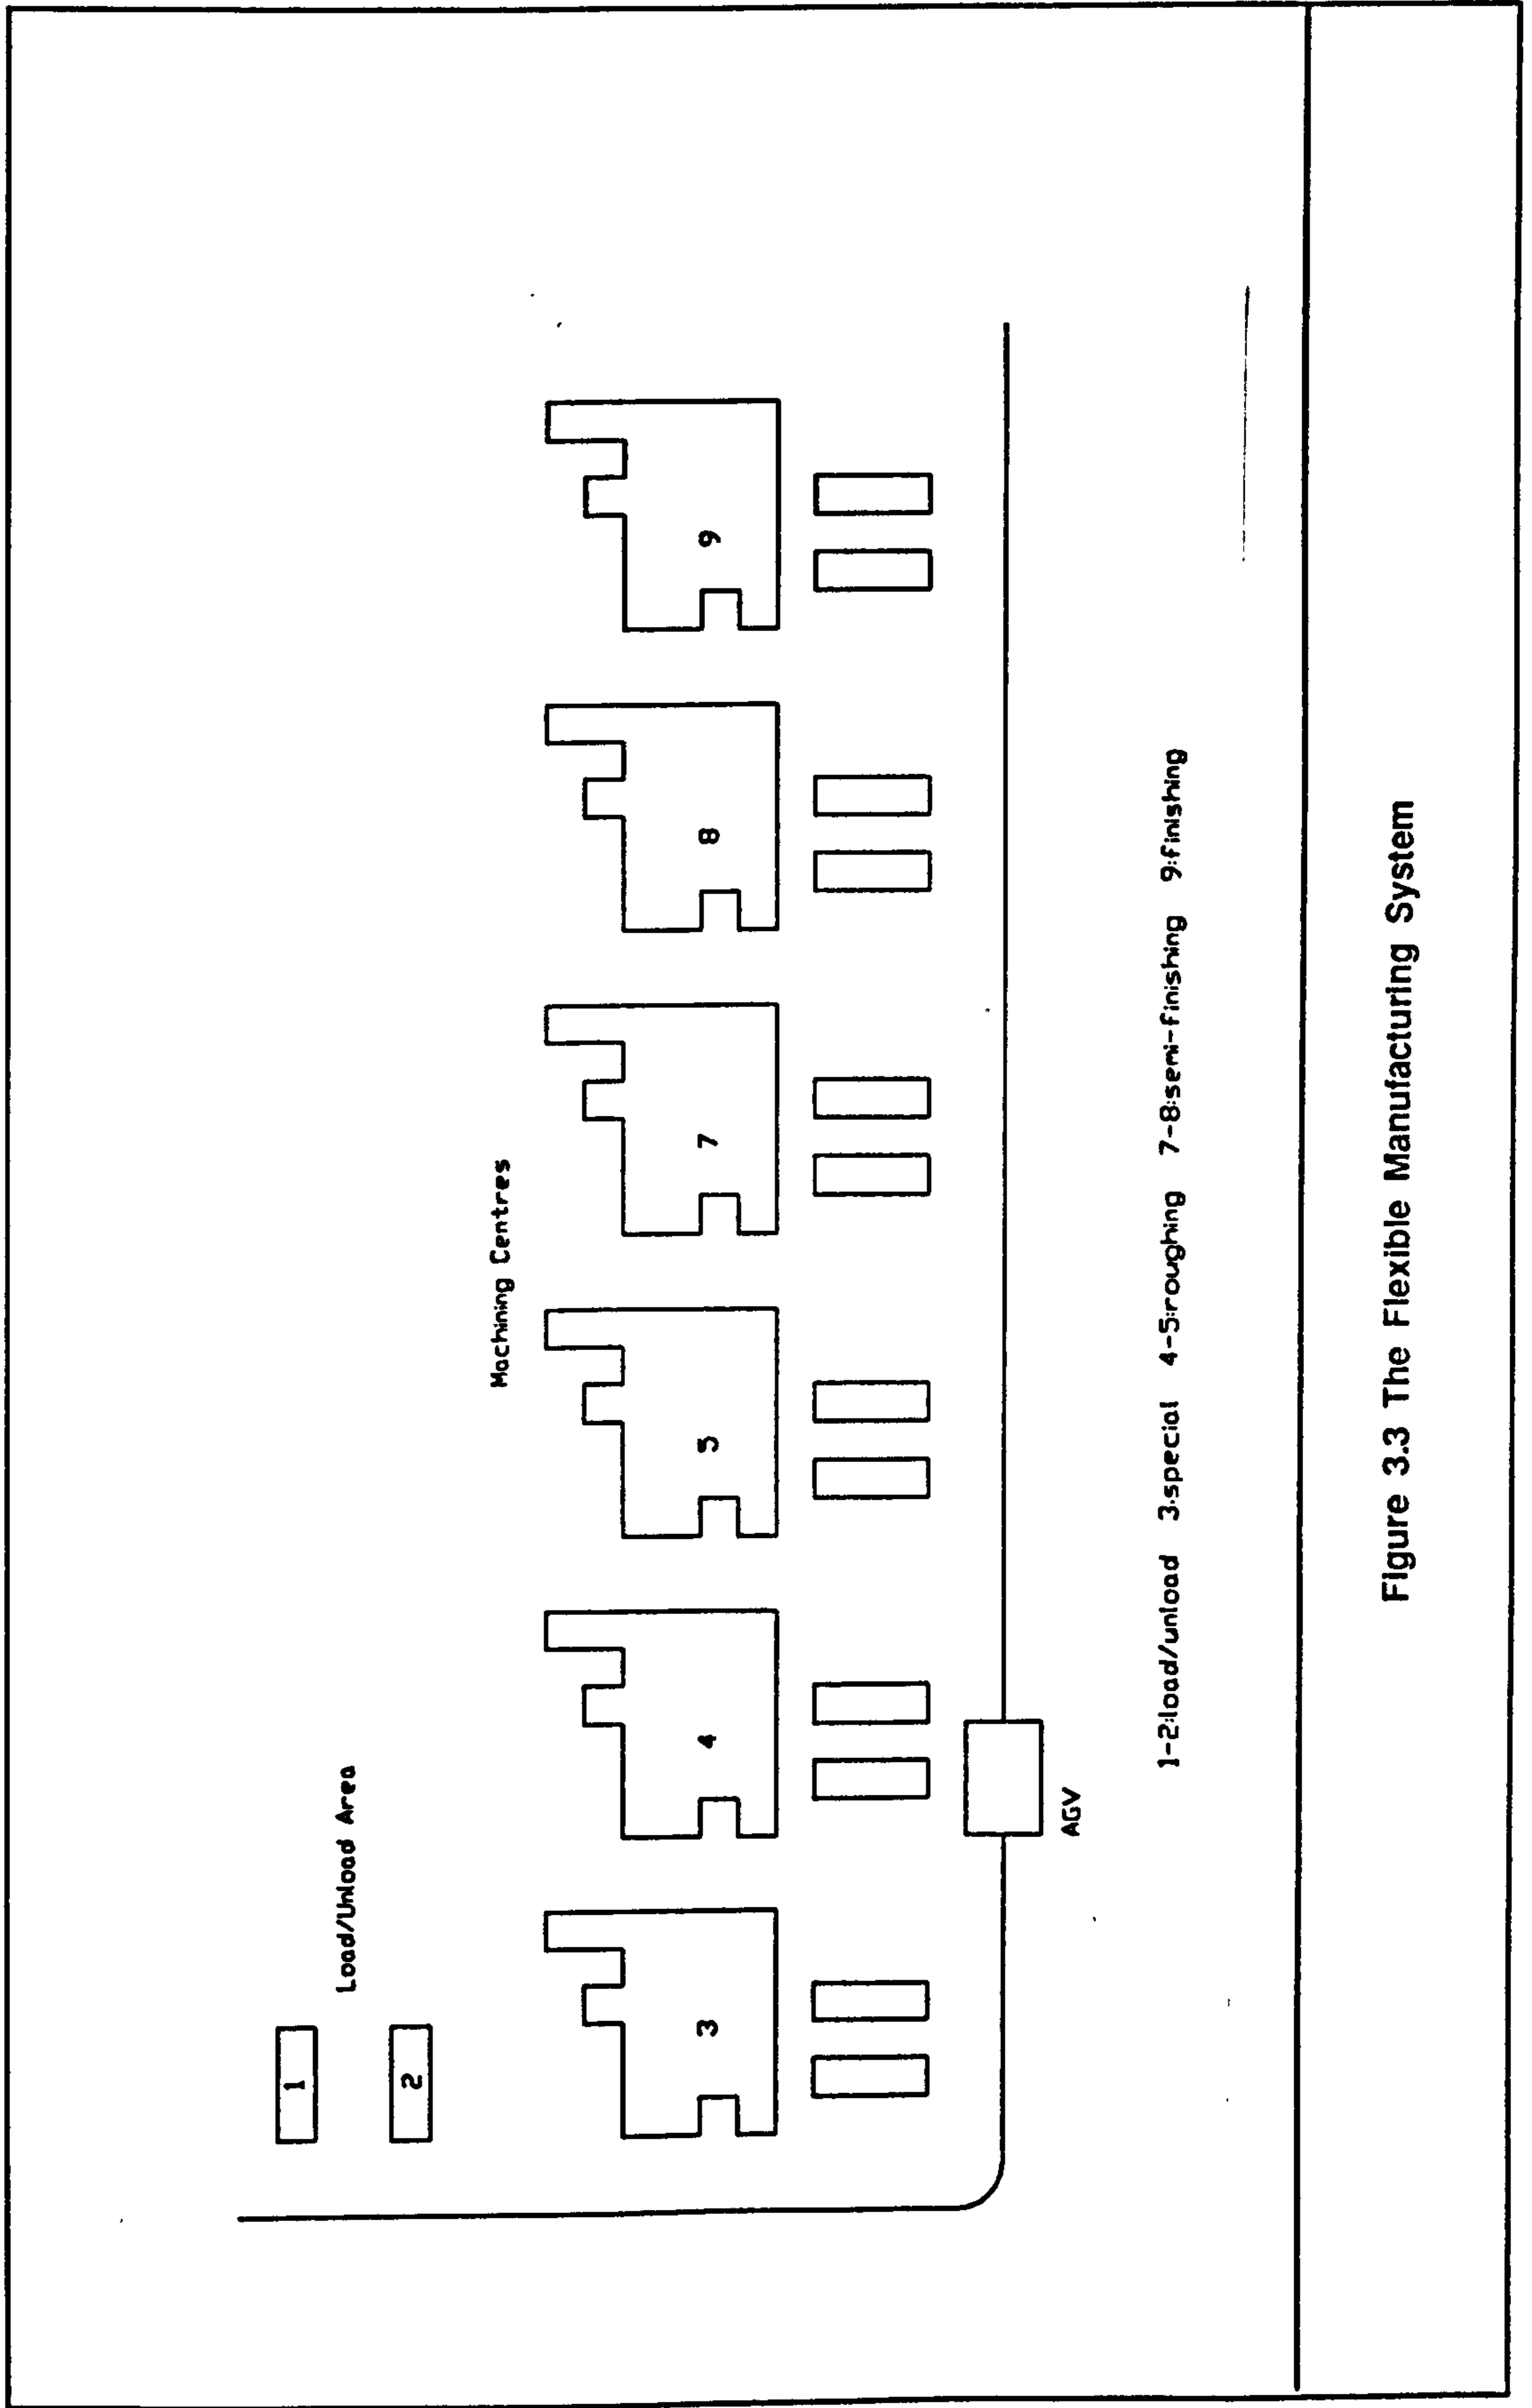 1
Load/Unload Area
2
Machining Centres
3 4 5 7 8 9
AGV
1-2:load/unload 3:special 4-5:roughing 7-8:semi-finishing 9:finishing
Figure 3.3 The Flexible Manufacturing System